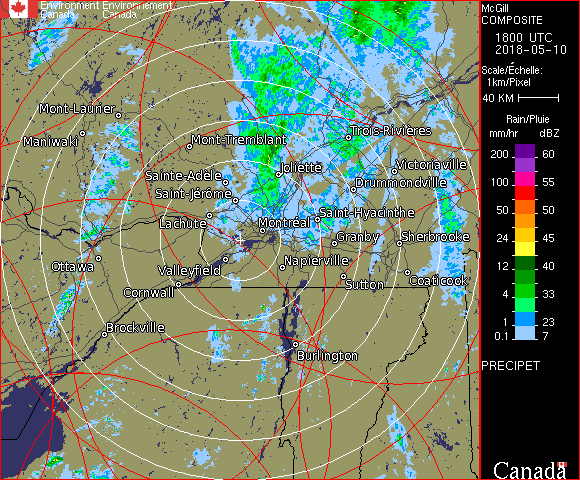 Environment Environnement
Canada Canada
Mont-Laurier
Maniwaki
Mont-Tremblant
Trois-Rivières
Joliette
Victoriaville
Sainte-Adèle
Drummondville
Saint-Jérôme
Saint-Hyacinthe
Lachute
Montréal
Granby
Sherbrooke
Ottawa
Valleyfield
Napierville
Cornwall
Sutton
Coaticook
Brockville
Burlington
McGill
COMPOSITE
1800 UTC
2018-05-10
Scale/Échelle:
1km/Pixel
40 KM
Rain/Pluie
mm/hr dBZ
200 60
100 55
50 50
24 45
12 40
4 33
1 23
0.1 7
PRECIPET
Canada